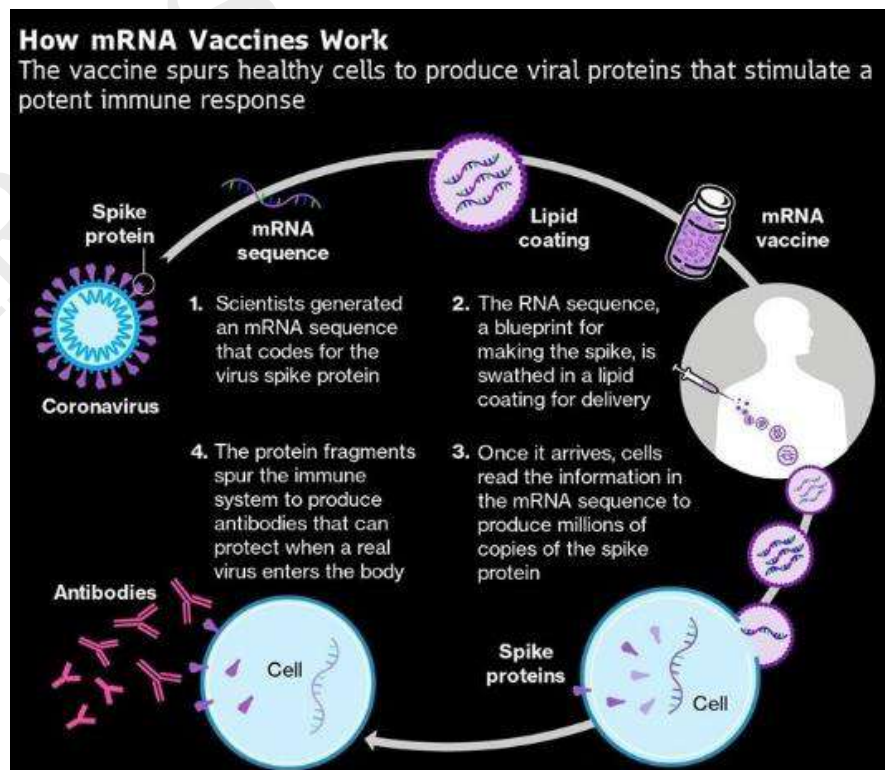 How mRNA Vaccines Work
The vaccine spurs healthy cells to produce viral proteins that stimulate a
potent immune response
Spike
protein
mRNA
sequence
Lipid
coating
mRNA
vaccine
Coronavirus
1. Scientists generated
an mRNA sequence
that codes for the
virus spike protein
2. The RNA sequence,
a blueprint for
making the spike, is
swathed in a lipid
coating for delivery
3. Once it arrives, cells
read the information in
the mRNA sequence to
produce millions of
copies of the spike
protein
4. The protein fragments
spur the immune
system to produce
antibodies that can
protect when a real
virus enters the body
Antibodies
Cell
Spike
proteins
Cell